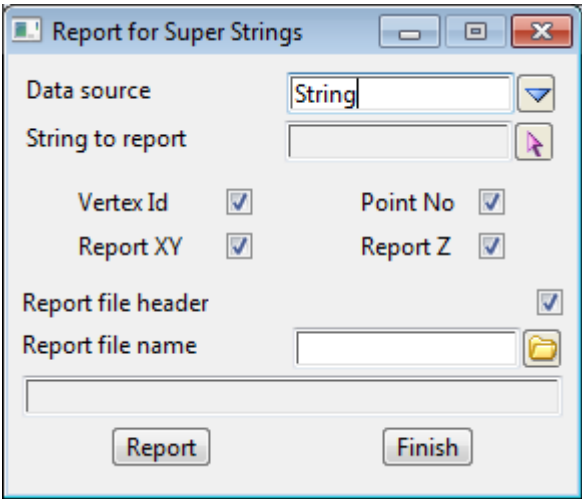 Report for Super Strings
Data source String
String to report
Vertex Id Point No
Report XY Report Z
Report file header
Report file name
Report Finish